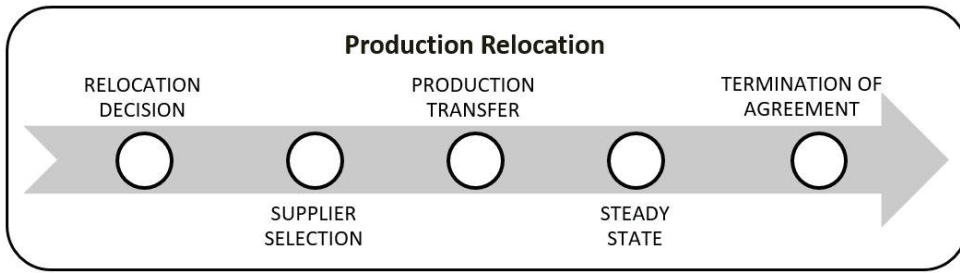 Production Relocation
RELOCATION
DECISION
SUPPLIER
SELECTION
PRODUCTION
TRANSFER
STEADY
STATE
TERMINATION OF
AGREEMENT